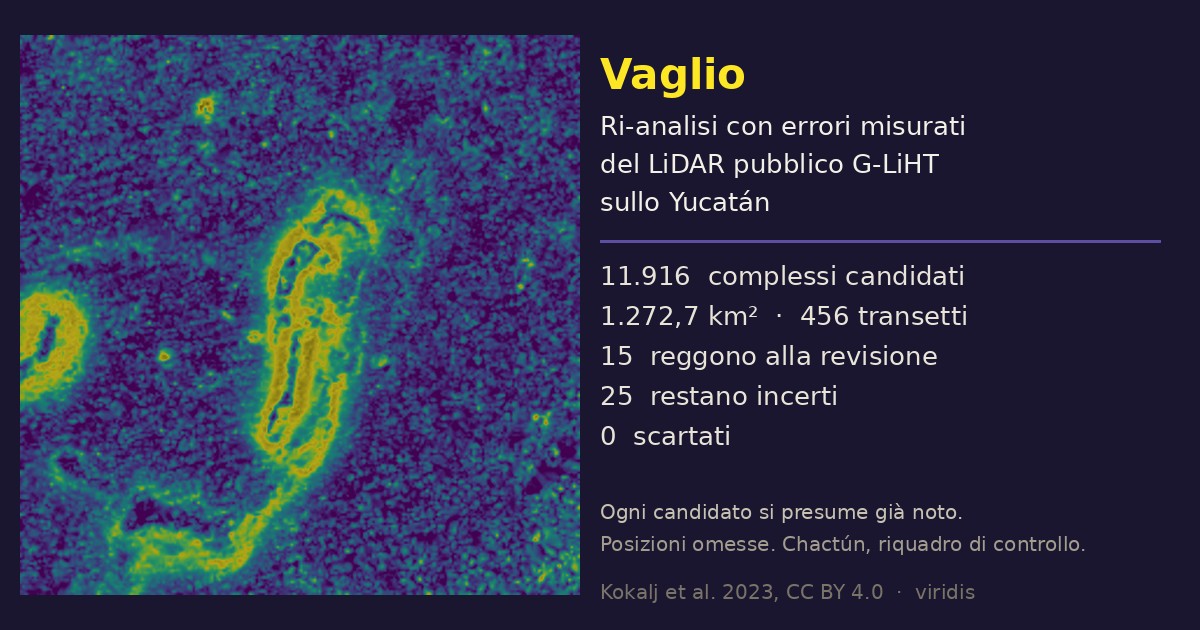 Vaglio
Ri-analisi con errori misurati
del LiDAR pubblico G-LiHT
sullo Yucatán
11.916 complessi candidati
1.272,7 km² · 456 transetti
15 reggono alla revisione
25 restano incerti
0 scartati
Ogni candidato si presume già noto.
Posizioni omesse. Chactún, riquadro di controllo.
Kokalj et al. 2023, CC BY 4.0 · viridis